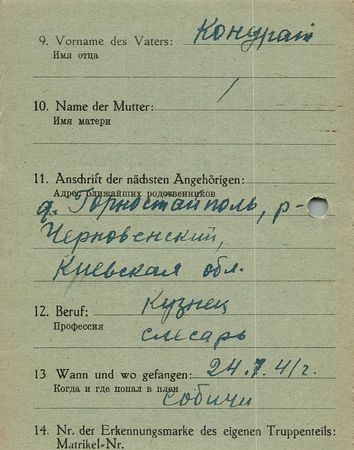 9. Vorname des Vaters: Кондрат
Имя отца
10. Name der Mutter: /
Имя матери
11. Anschrift der nächsten Angehörigen:
Адрес ближайших родственников
д. Горностайполь, р-
Черновенский,
Киевская обл.
12. Beruf: Кузнец
Профессия
слесарь
13 Wann und wo gefangen: 24.7.41г.
Когда и где попал в плен
Собичи
14. Nr. der Erkennungsmarke des eigenen Truppenteils:
Matrikel-Nr.